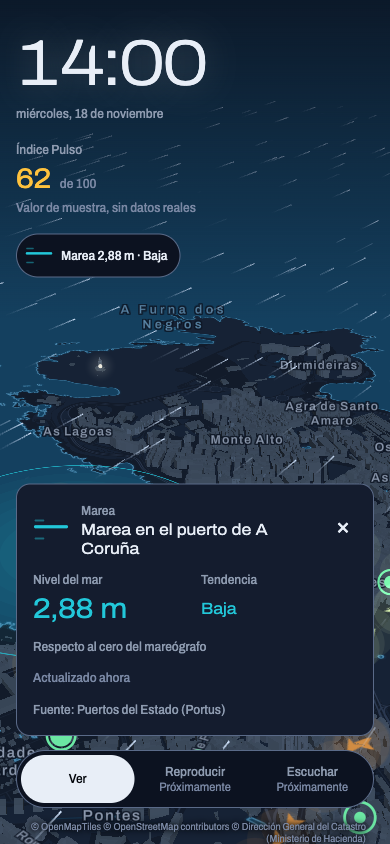 14:00
miércoles, 18 de noviembre
Índice Pulso
62 de 100
Valor de muestra, sin datos reales
Marea 2,88 m · Baja
A Furna dos
Negros
Durmideiras
Agra de Santo
Amaro
As Lagoas
Monte Alto
Os
As
Marea
Marea en el puerto de A
Coruña
×
Nivel del mar
Tendencia
2,88 m
Baja
Respecto al cero del mareógrafo
Actualizado ahora
Fuente: Puertos del Estado (Portus)
Ver
Reproducir
Próximamente
Escuchar
Próximamente
Pontes
© OpenMapTiles © OpenStreetMap contributors © Dirección General del Catastro
(Ministerio de Hacienda)